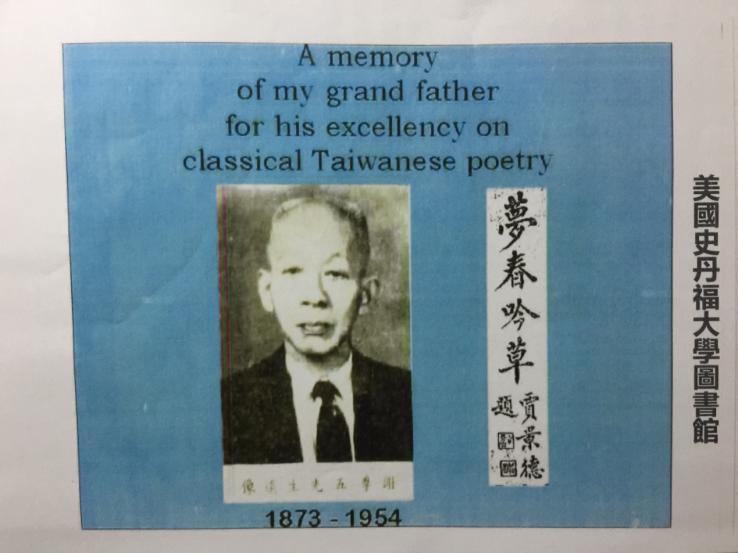 A memory
of my grand father
for his excellency on
classical Taiwanese poetry
謝尊五先生遺像
1873 - 1954
夢春吟草
賈景德
題
美國史丹福大學圖書館